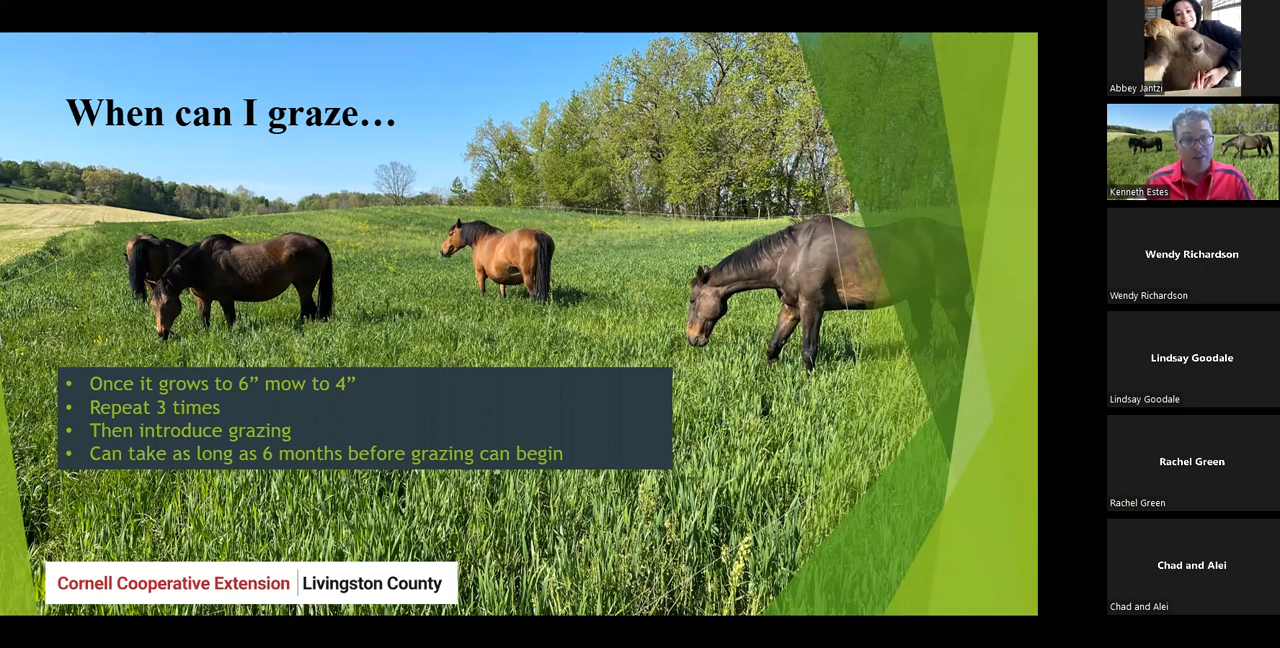 When can I graze…
• Once it grows to 6” mow to 4”
• Repeat 3 times
• Then introduce grazing
• Can take as long as 6 months before grazing can begin
Cornell Cooperative Extension | Livingston County
Abbey Jantzi
Kenneth Estes
Wendy Richardson
Wendy Richardson
Lindsay Goodale
Lindsay Goodale
Rachel Green
Rachel Green
Chad and Alei
Chad and Alei